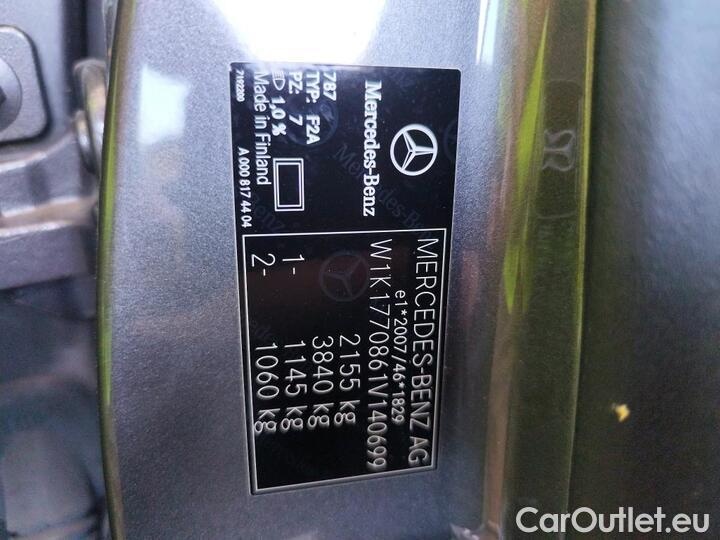 Mercedes-Benz
787
TYP: F2A
PZ- 7
1,0 %
Made in Finland
7192200
A 000 817 44 04
MERCEDES-BENZ AG
e1*2007/46*1829
W1K1770861V140699
2155 kg
3840 kg
1- 1145 kg
2- 1060 kg
CarOutlet.eu